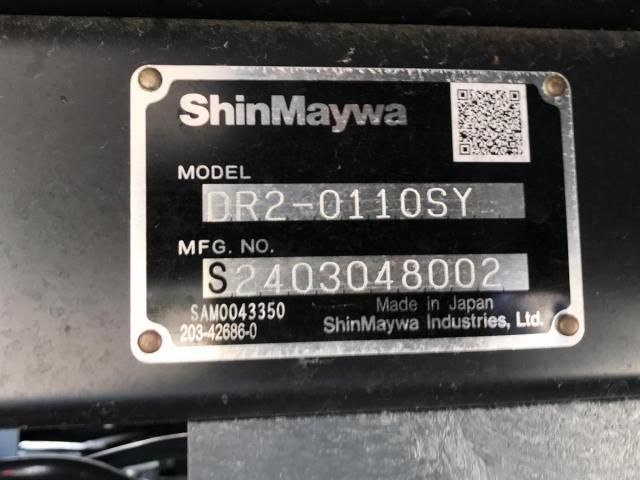 ShinMaywa
MODEL
DR2-0110SY
MFG. NO.
S2403048002
SAM0043350
Made in Japan
203-42686-0
ShinMaywa Industries, Ltd.